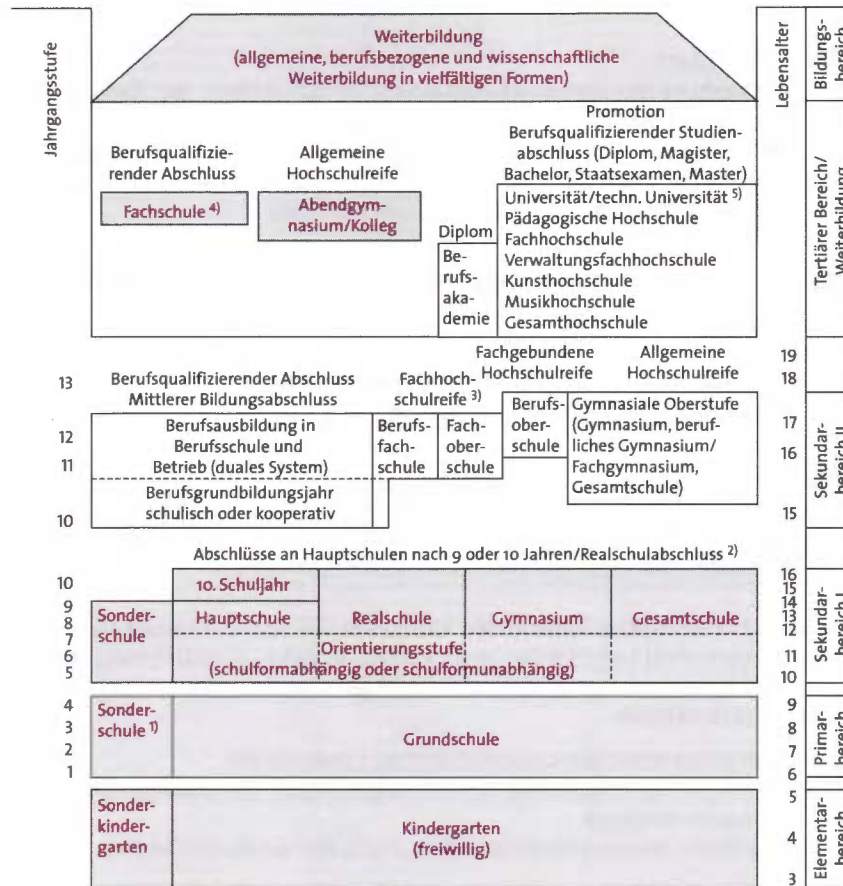 Jahrgangsstufe
Lebensalter
Bildungs-
bereich
Weiterbildung
(allgemeine, berufsbezogene und wissenschaftliche
Weiterbildung in vielfältigen Formen)
Tertiärer Bereich/
Weiterbildung
Promotion
Berufsqualifizierender Studien-
abschluss (Diplom, Magister,
Bachelor, Staatsexamen, Master)
Berufsqualifizie-
render Abschluss
Fachschule 4)
Allgemeine
Hochschulreife
Abendgym-
nasium/Kolleg
Diplom
Be-
rufs-
aka-
demie
Universität/techn. Universität 5)
Pädagogische Hochschule
Fachhochschule
Verwaltungsfachhochschule
Kunsthochschule
Musikhochschule
Gesamthochschule
13
12
11
10
Berufsqualifizierender Abschluss
Mittlerer Bildungsabschluss
Fachhoch-
schulreife 3)
Fachgebundene
Hochschulreife
Allgemeine
Hochschulreife
Berufsausbildung in
Berufsschule und
Betrieb (duales System)
Berufsgrundbildungsjahr
schulisch oder kooperativ
Berufs-
fach-
schule
Fach-
ober-
schule
Berufs-
ober-
schule
Gymnasiale Oberstufe
(Gymnasium, beruf-
liches Gymnasium/
Fachgymnasium,
Gesamtschule)
19
18
17
16
15
Sekundar-
bereich II
Abschlüsse an Hauptschulen nach 9 oder 10 Jahren/Realschulabschluss 2)
10
9
8
7
6
5
Sonder-
schule
10. Schuljahr
Hauptschule
Realschule
Gymnasium
Gesamtschule
Orientierungsstufe
(schulformabhängig oder schulformunabhängig)
16
15
14
13
12
11
10
Sekundar-
bereich I
4
3
2
1
Sonder-
schule 1)
Grundschule
9
8
7
6
Primar-
bereich
Sonder-
kinder-
garten
Kindergarten
(freiwillig)
5
4
3
Elementar-
bereich